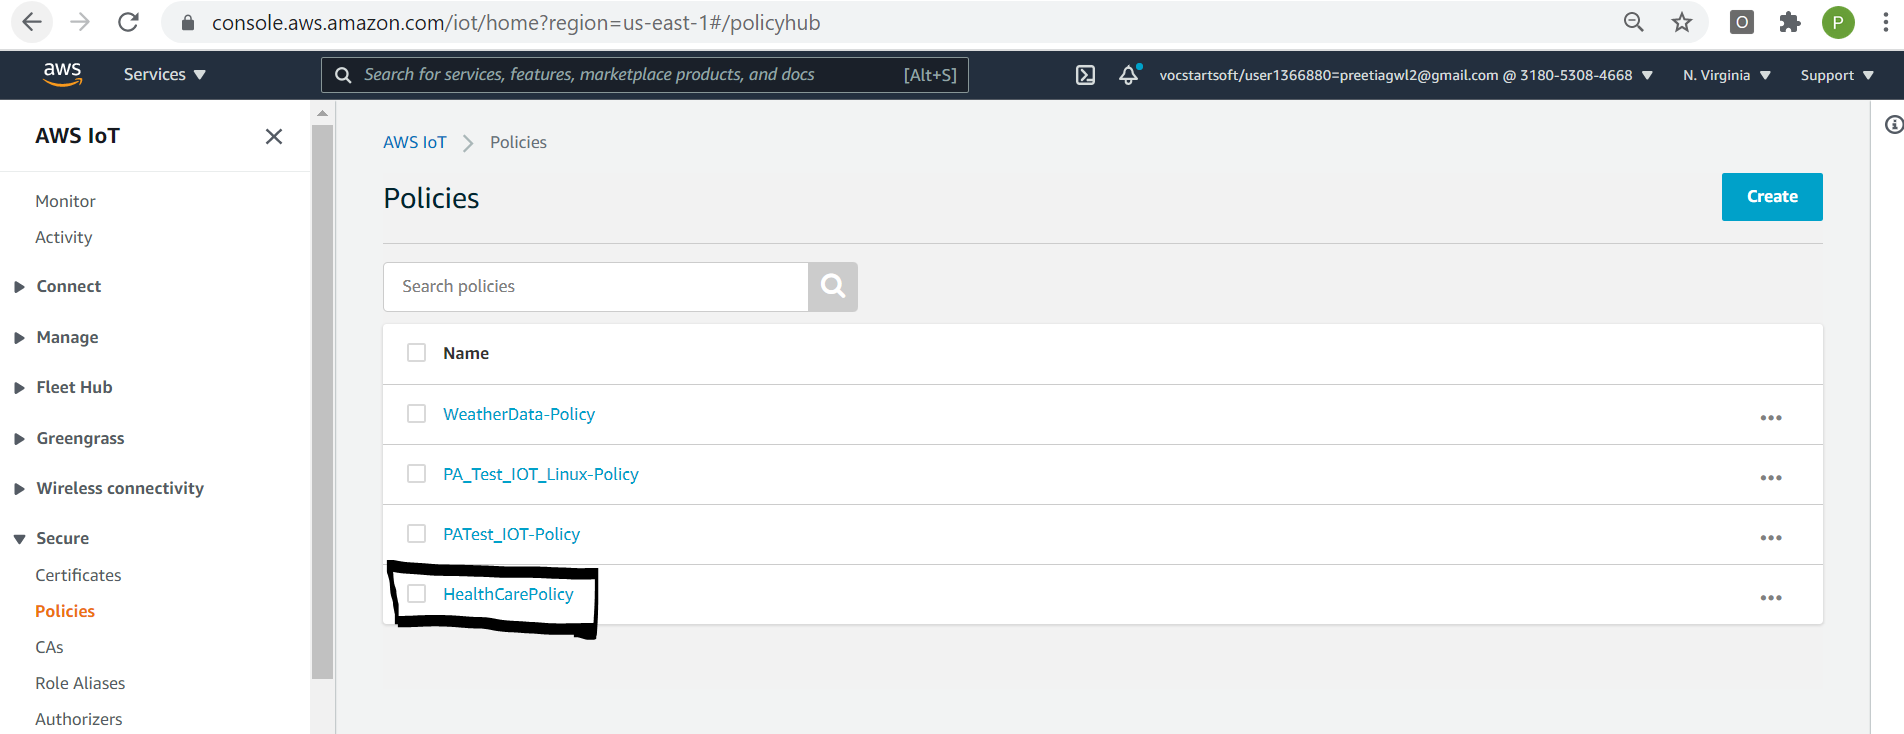 console.aws.amazon.com/iot/home?region=us-east-1#/policyhub
O
P
aws
Services
Search for services, features, marketplace products, and docs
[Alt+S]
vocstartsoft/user1366880=preetiagwl2@gmail.com @ 3180-5308-4668
N. Virginia
Support
AWS IoT
Monitor
Activity
Connect
Manage
Fleet Hub
Greengrass
Wireless connectivity
Secure
Certificates
Policies
CAs
Role Aliases
Authorizers
AWS IoT
Policies
Policies
Create
Search policies
Name
WeatherData-Policy
PA_Test_IOT_Linux-Policy
PATest_IOT-Policy
HealthCarePolicy